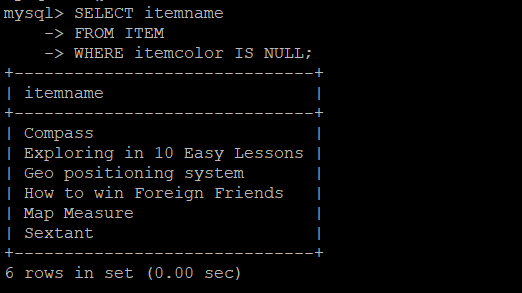 mysql> SELECT itemname
    -> FROM ITEM
    -> WHERE itemcolor IS NULL;
+------------------------------+
| itemname                     |
+------------------------------+
| Compass                      |
| Exploring in 10 Easy Lessons |
| Geo positioning system       |
| How to win Foreign Friends   |
| Map Measure                  |
| Sextant                      |
+------------------------------+
6 rows in set (0.00 sec)